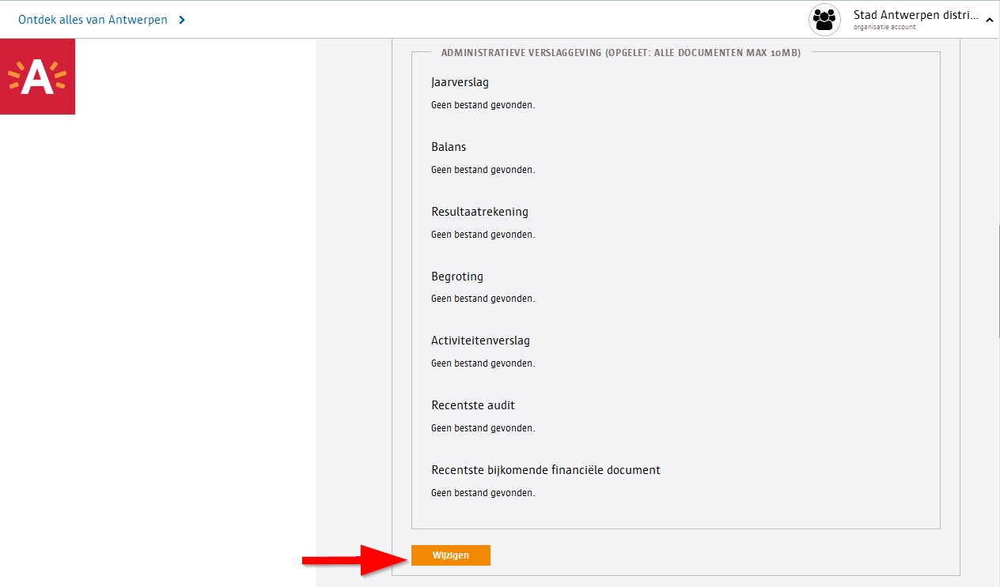 Ontdek alles van Antwerpen
Stad Antwerpen distri...
organisatie account
A
ADMINISTRATIEVE VERSLAGGEVING (OPGELET: ALLE DOCUMENTEN MAX 10MB)
Jaarverslag
Geen bestand gevonden.
Balans
Geen bestand gevonden.
Resultaatrekening
Geen bestand gevonden.
Begroting
Geen bestand gevonden.
Activiteitenverslag
Geen bestand gevonden.
Recentste audit
Geen bestand gevonden.
Recentste bijkomende financiële document
Geen bestand gevonden.
Wijzigen